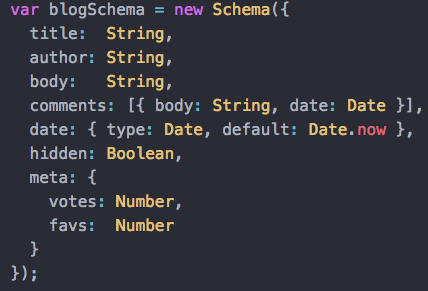 var blogSchema = new Schema({
  title:  String,
  author: String,
  body:   String,
  comments: [{ body: String, date: Date }],
  date: { type: Date, default: Date.now },
  hidden: Boolean,
  meta: {
    votes: Number,
    favs:  Number
  }
});